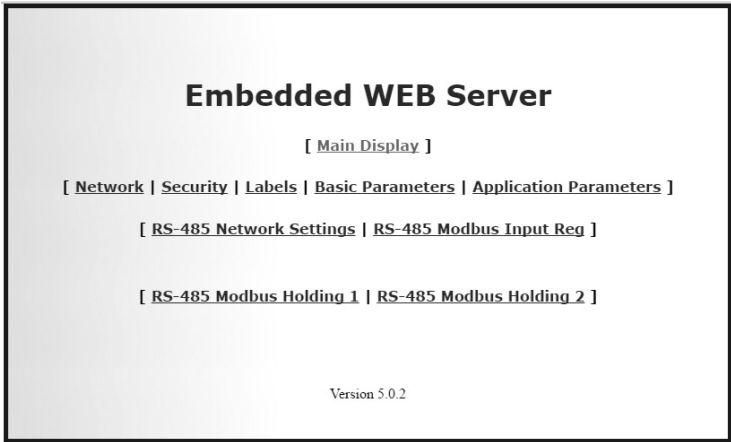 Embedded WEB Server
[ Main Display ]
[ Network | Security | Labels | Basic Parameters | Application Parameters ]
[ RS-485 Network Settings | RS-485 Modbus Input Reg ]
[ RS-485 Modbus Holding 1 | RS-485 Modbus Holding 2 ]
Version 5.0.2